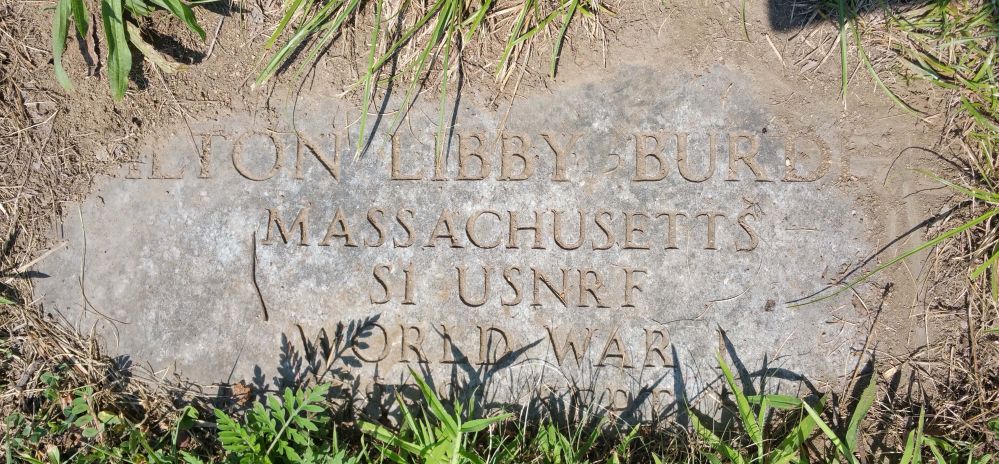 LTON LIBBY BURD
MASSACHUSETTS
S1 USNRF
WORLD WAR I